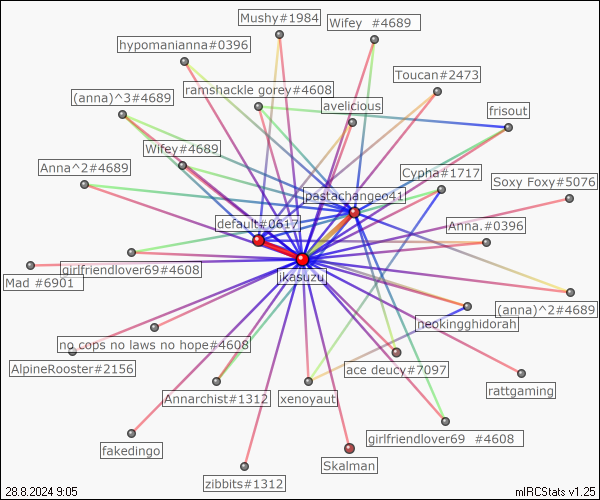 Mushy#1984
Wifey  #4689
hypomanianna#0396
Toucan#2473
ramshackle gorey#4608
(anna)^3#4689
avelicious
frisout
Wifey#4689
Anna^2#4689
Cypha#1717
Soxy Foxy#5076
pastachangeo41
default#0617
Anna.#0396
girlfriendlover69#4608
jkasuzu
Mad #6901
(anna)^2#4689
heokingghidorah
no cops no laws no hope#4608
AlpineRooster#2156
ace deucy#7097
rattgaming
Annarchist#1312
xenoyaut
girlfriendlover69  #4608
fakedingo
Skalman
zibbits#1312
28.8.2024 9:05
mIRCStats v1.25